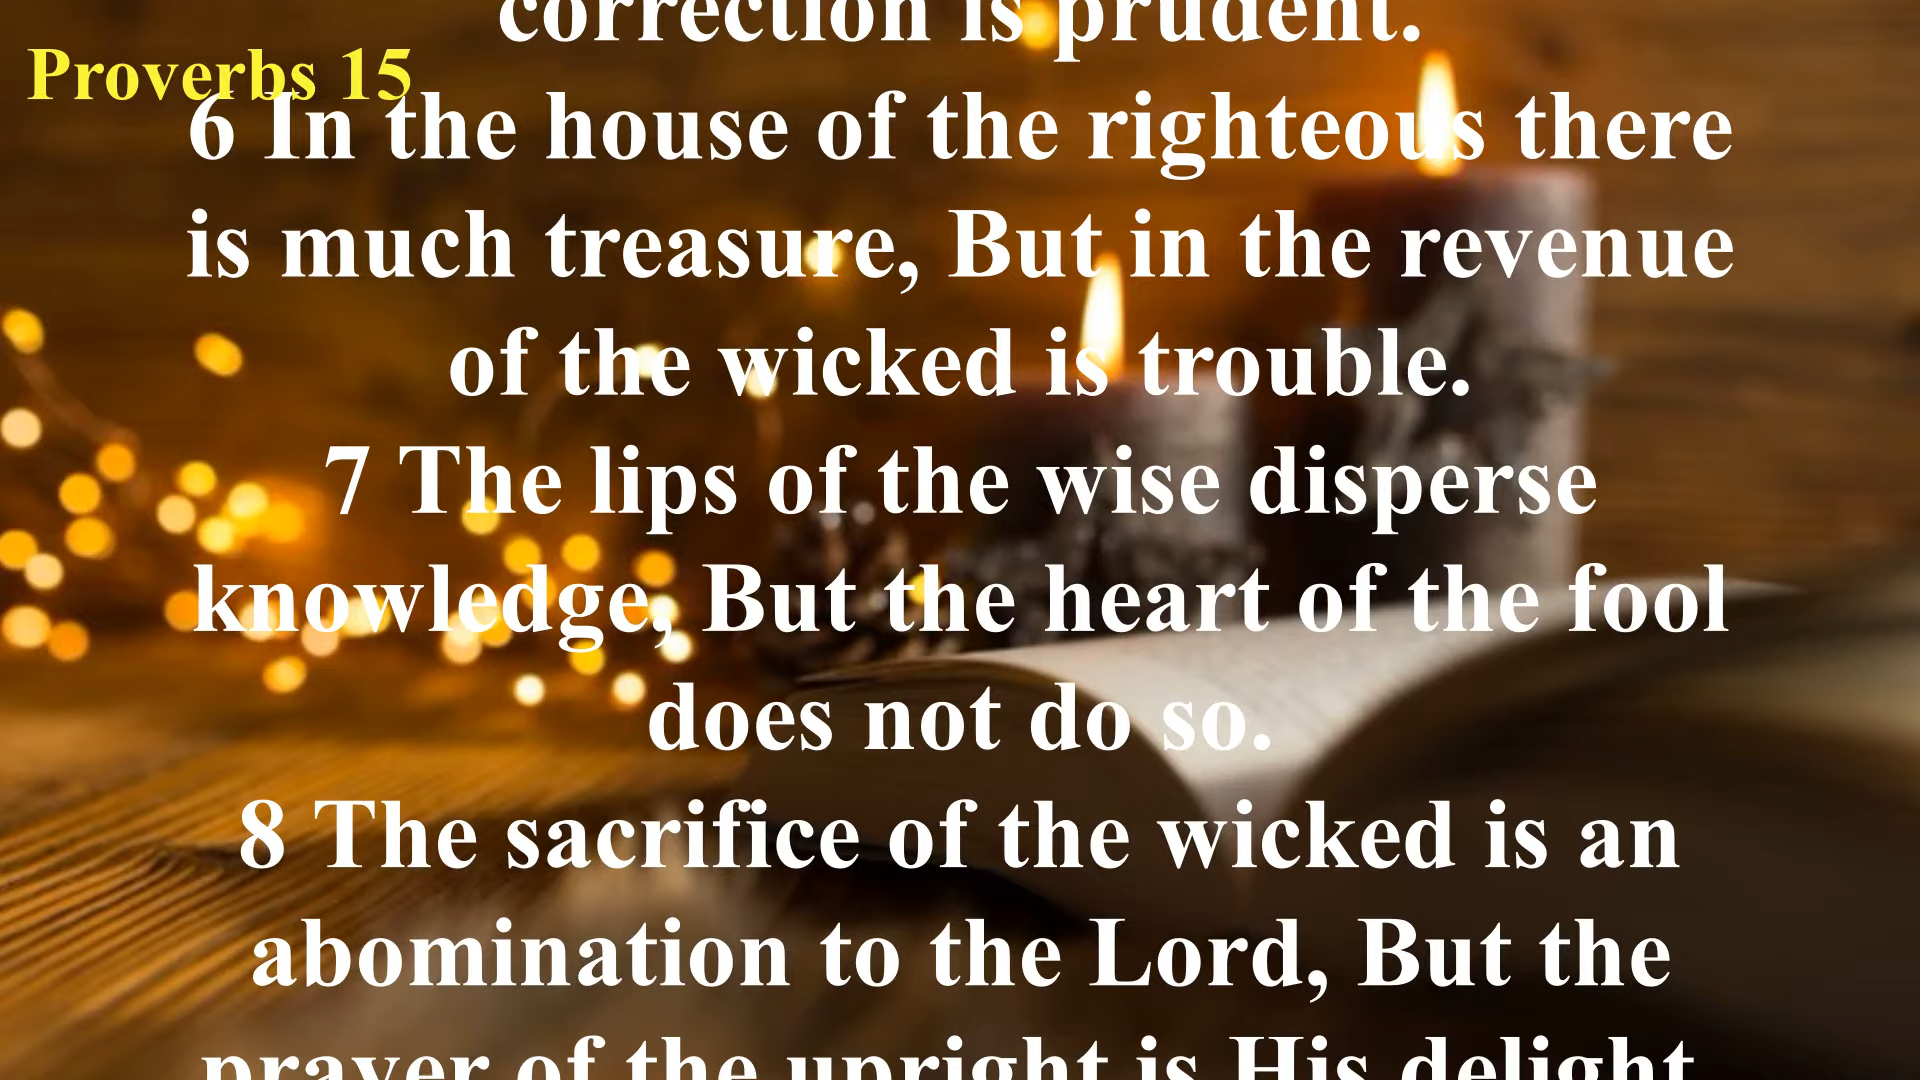 correction is prudent.
Proverbs 15
6 In the house of the righteous there
is much treasure, But in the revenue
of the wicked is trouble.
7 The lips of the wise disperse
knowledge, But the heart of the fool
does not do so.
8 The sacrifice of the wicked is an
abomination to the Lord, But the
prayer of the upright is His delight